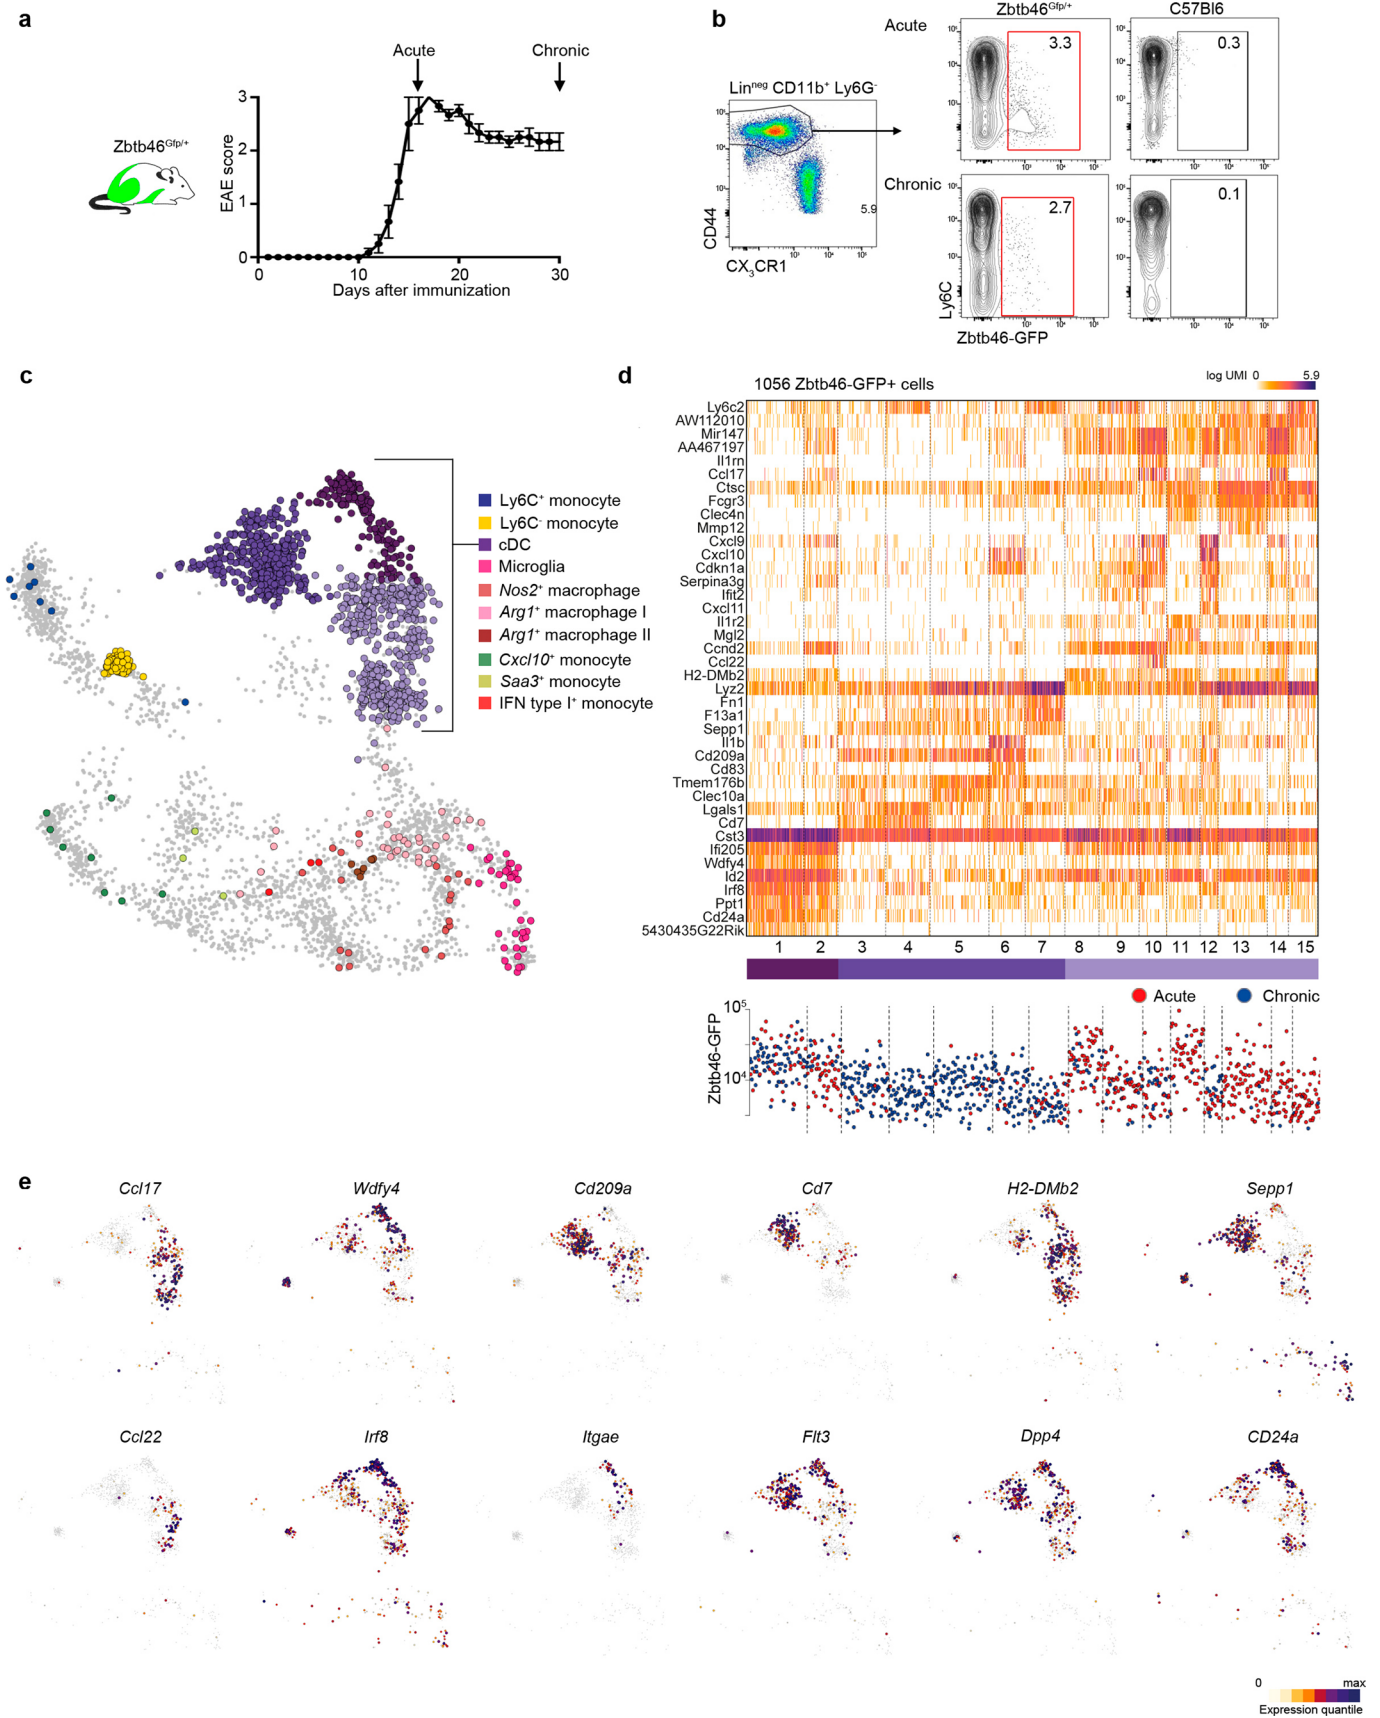 a
Acute
Chronic
Zbtb46Gfp/+
EAE score
3
2
1
0
0
10
20
30
Days after immunization
b
Zbtb46Gfp/+
C57Bl6
Acute
Linneg CD11b+ Ly6G-
3.3
0.3
Chronic
2.7
0.1
5.9
CD44
CX3CR1
Ly6C
Zbtb46-GFP
c
Ly6C+ monocyte
Ly6C- monocyte
cDC
Microglia
Nos2+ macrophage
Arg1+ macrophage I
Arg1+ macrophage II
Cxcl10+ monocyte
Saa3+ monocyte
IFN type I+ monocyte
d
1056 Zbtb46-GFP+ cells
log UMI 0 5.9
Ly6c2
AW112010
Mir147
AA467197
Il1rn
Ccl17
Ctsc
Fcgr3
Clec4n
Mmp12
Cxcl9
Cxcl10
Cdkn1a
Serpina3g
Ifit2
Cxcl11
Il1r2
Mgl2
Ccnd2
Ccl22
H2-DMb2
Lyz2
Fn1
F13a1
Sepp1
Il1b
Cd209a
Cd83
Tmem176b
Clec10a
Lgals1
Cd7
Cst3
Ifi205
Wdfy4
Id2
Irf8
Ppt1
Cd24a
5430435G22Rik
1 2 3 4 5 6 7 8 9 10 11 12 13 14 15
Acute Chronic
Zbtb46-GFP
105
104
e
Ccl17 Wdfy4 Cd209a Cd7 H2-DMb2 Sepp1
Ccl22 Irf8 Itgae Flt3 Dpp4 CD24a
0 max
Expression quantile